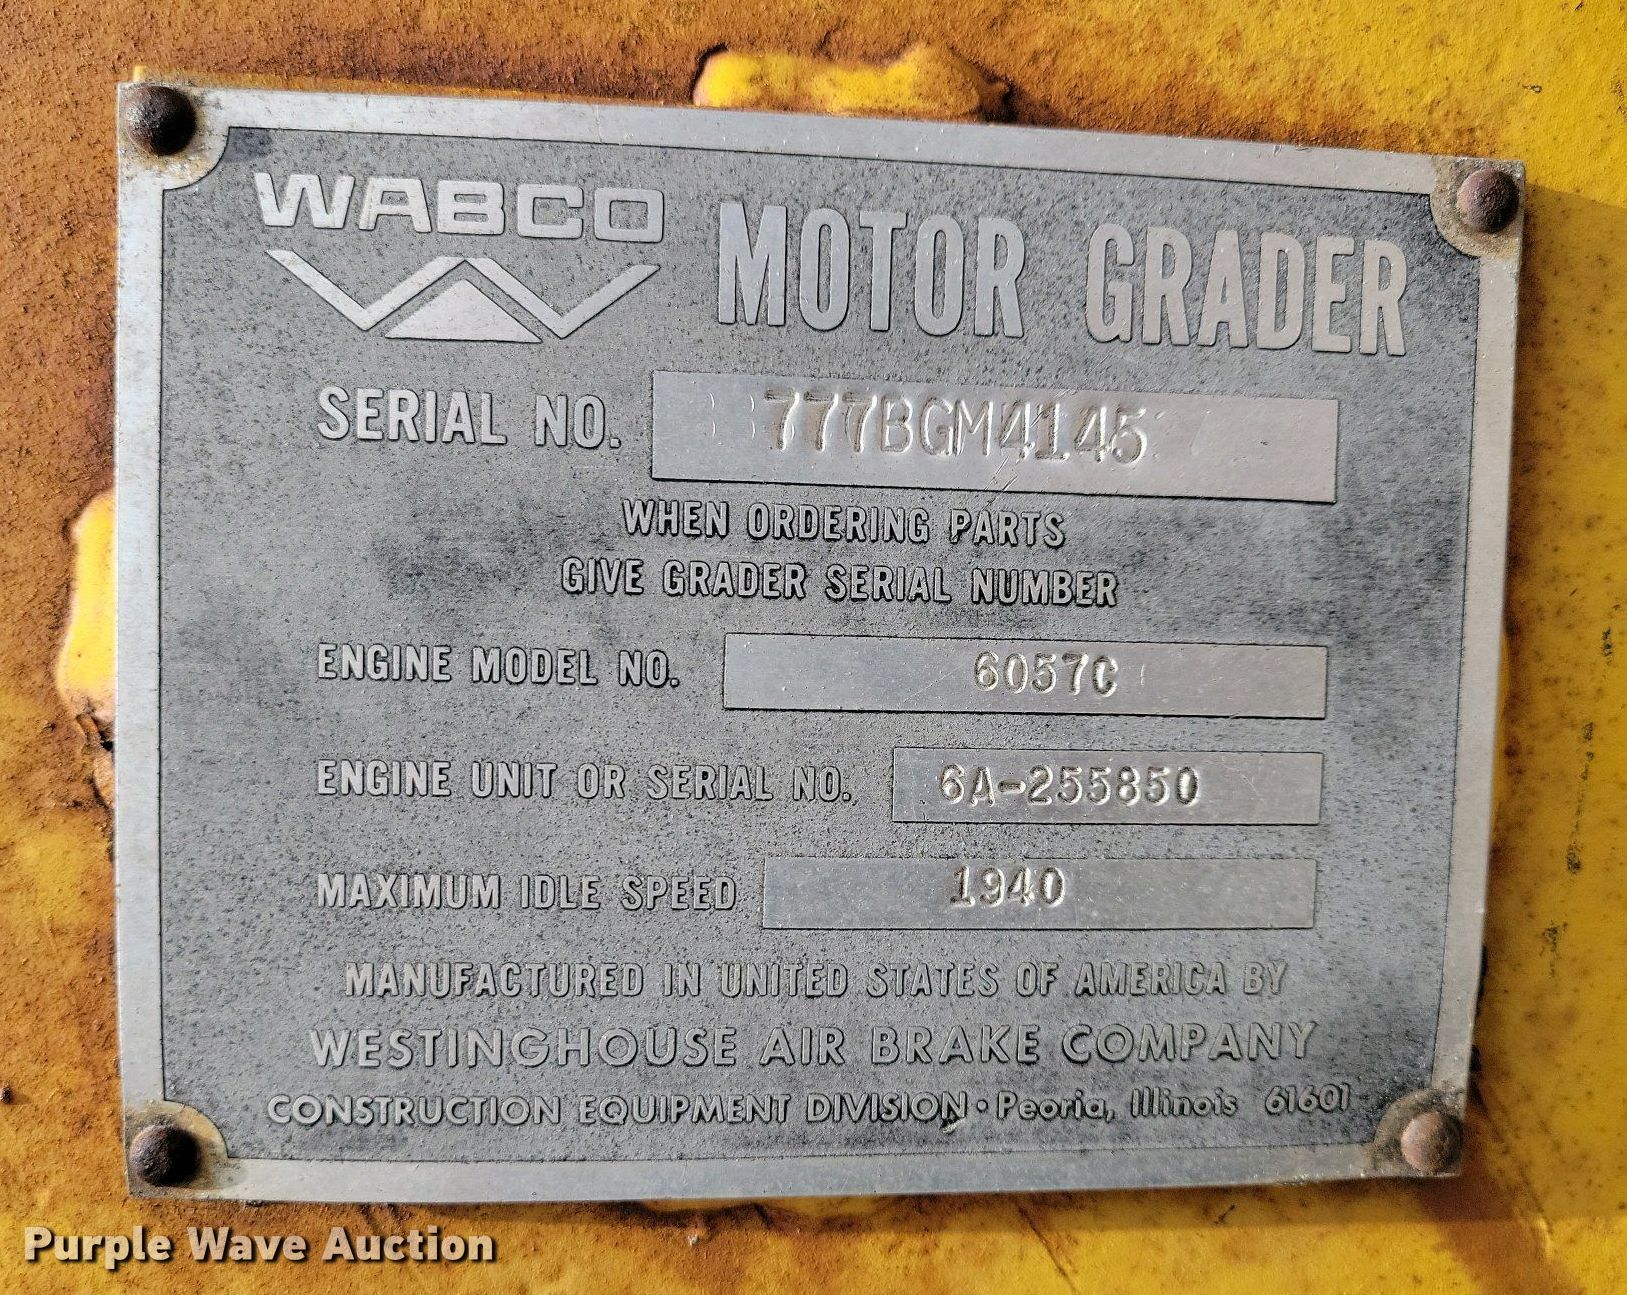 WABCO MOTOR GRADER
SERIAL NO. 777BGM4145
WHEN ORDERING PARTS
GIVE GRADER SERIAL NUMBER
ENGINE MODEL NO. 6057C
ENGINE UNIT OR SERIAL NO. 6A-255850
MAXIMUM IDLE SPEED 1940
MANUFACTURED IN UNITED STATES OF AMERICA BY
WESTINGHOUSE AIR BRAKE COMPANY
CONSTRUCTION EQUIPMENT DIVISION • Peoria, Illinois 61601
Purple Wave Auction